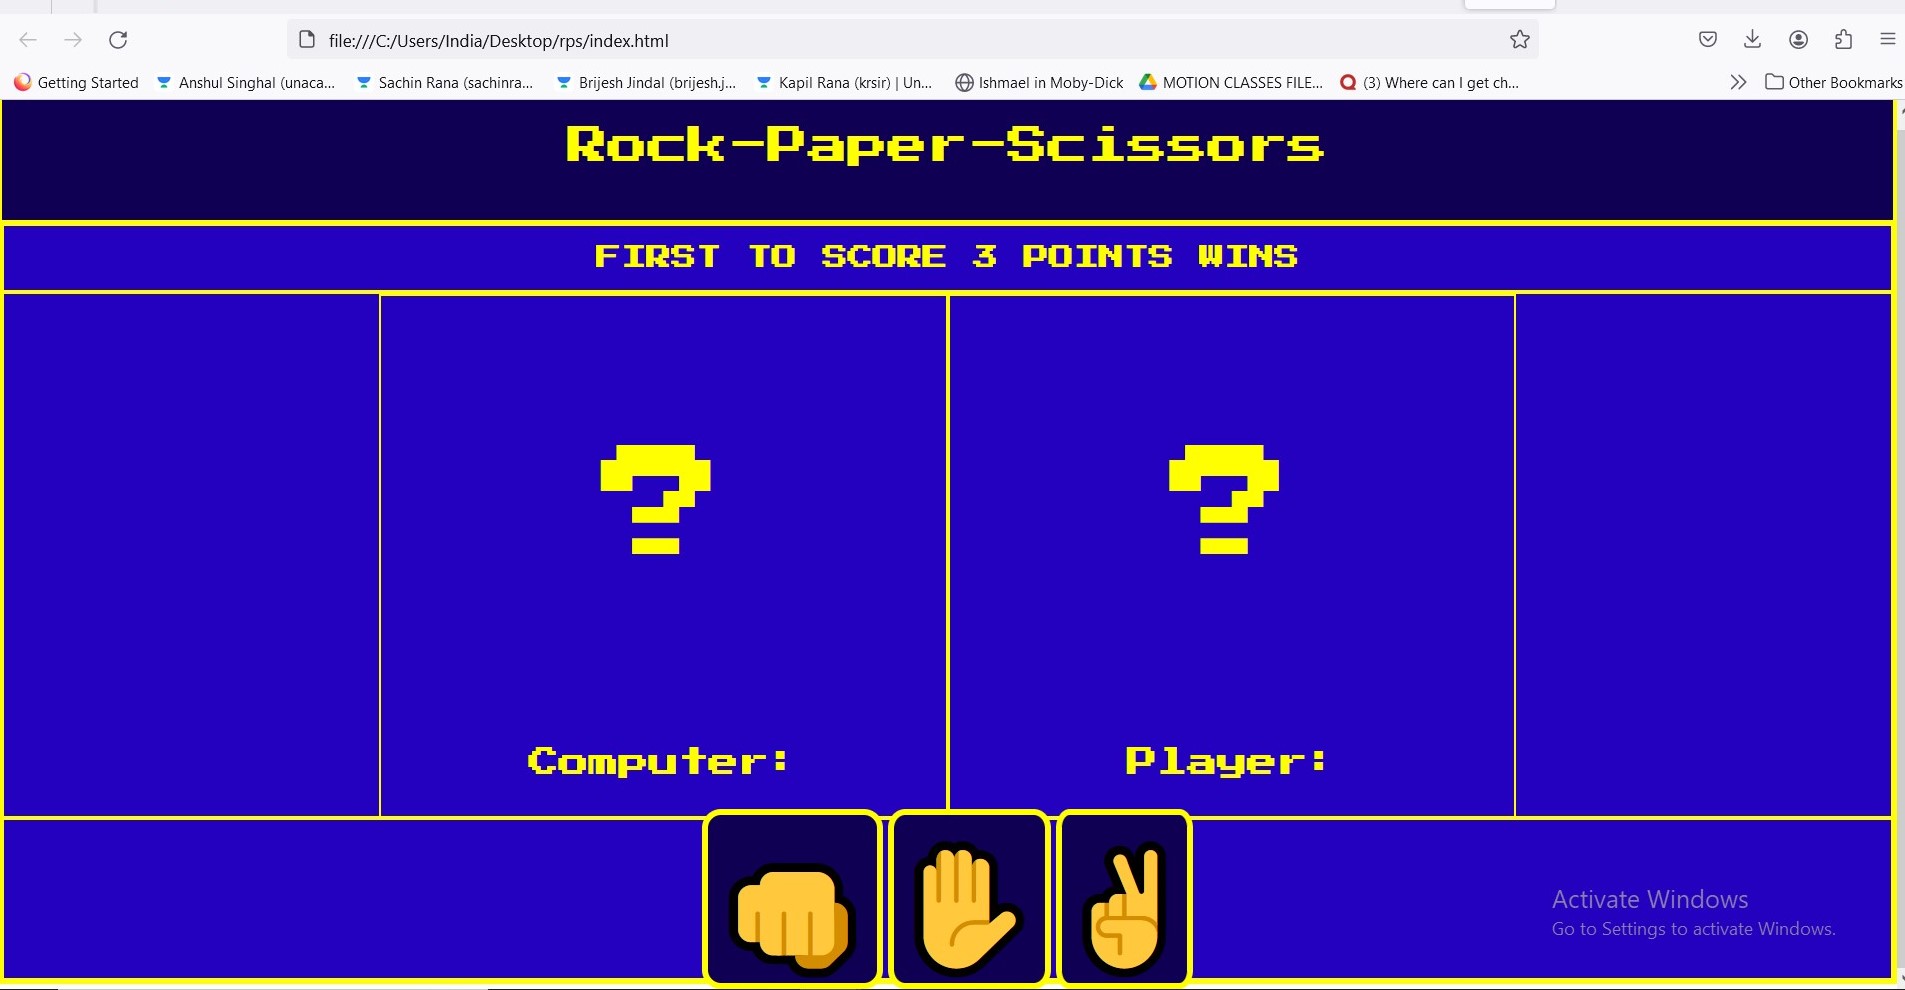 file:///C:/Users/India/Desktop/rps/index.html
Getting Started Anshul Singhal (unaca... Sachin Rana (sachinra... Brijesh Jindal (brijesh.j... Kapil Rana (krsir) | Un... Ishmael in Moby-Dick MOTION CLASSES FILE... (3) Where can I get ch... Other Bookmarks
Rock-Paper-Scissors
FIRST TO SCORE 3 POINTS WINS
? ?
Computer: Player:
Activate Windows
Go to Settings to activate Windows.